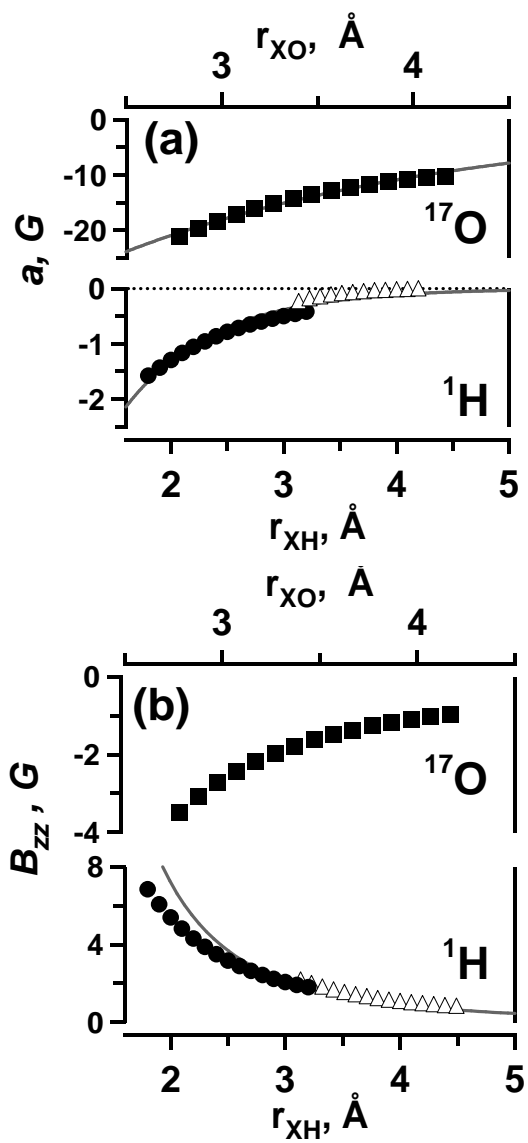 r_XO, Å
3 4
(a)
0
-10
-20
17O
a, G
0
-1
-2
1H
2 3 4 5
r_XH, Å
r_XO, Å
3 4
(b)
0
-2
-4
17O
B_zz, G
8
4
0
1H
2 3 4 5
r_XH, Å